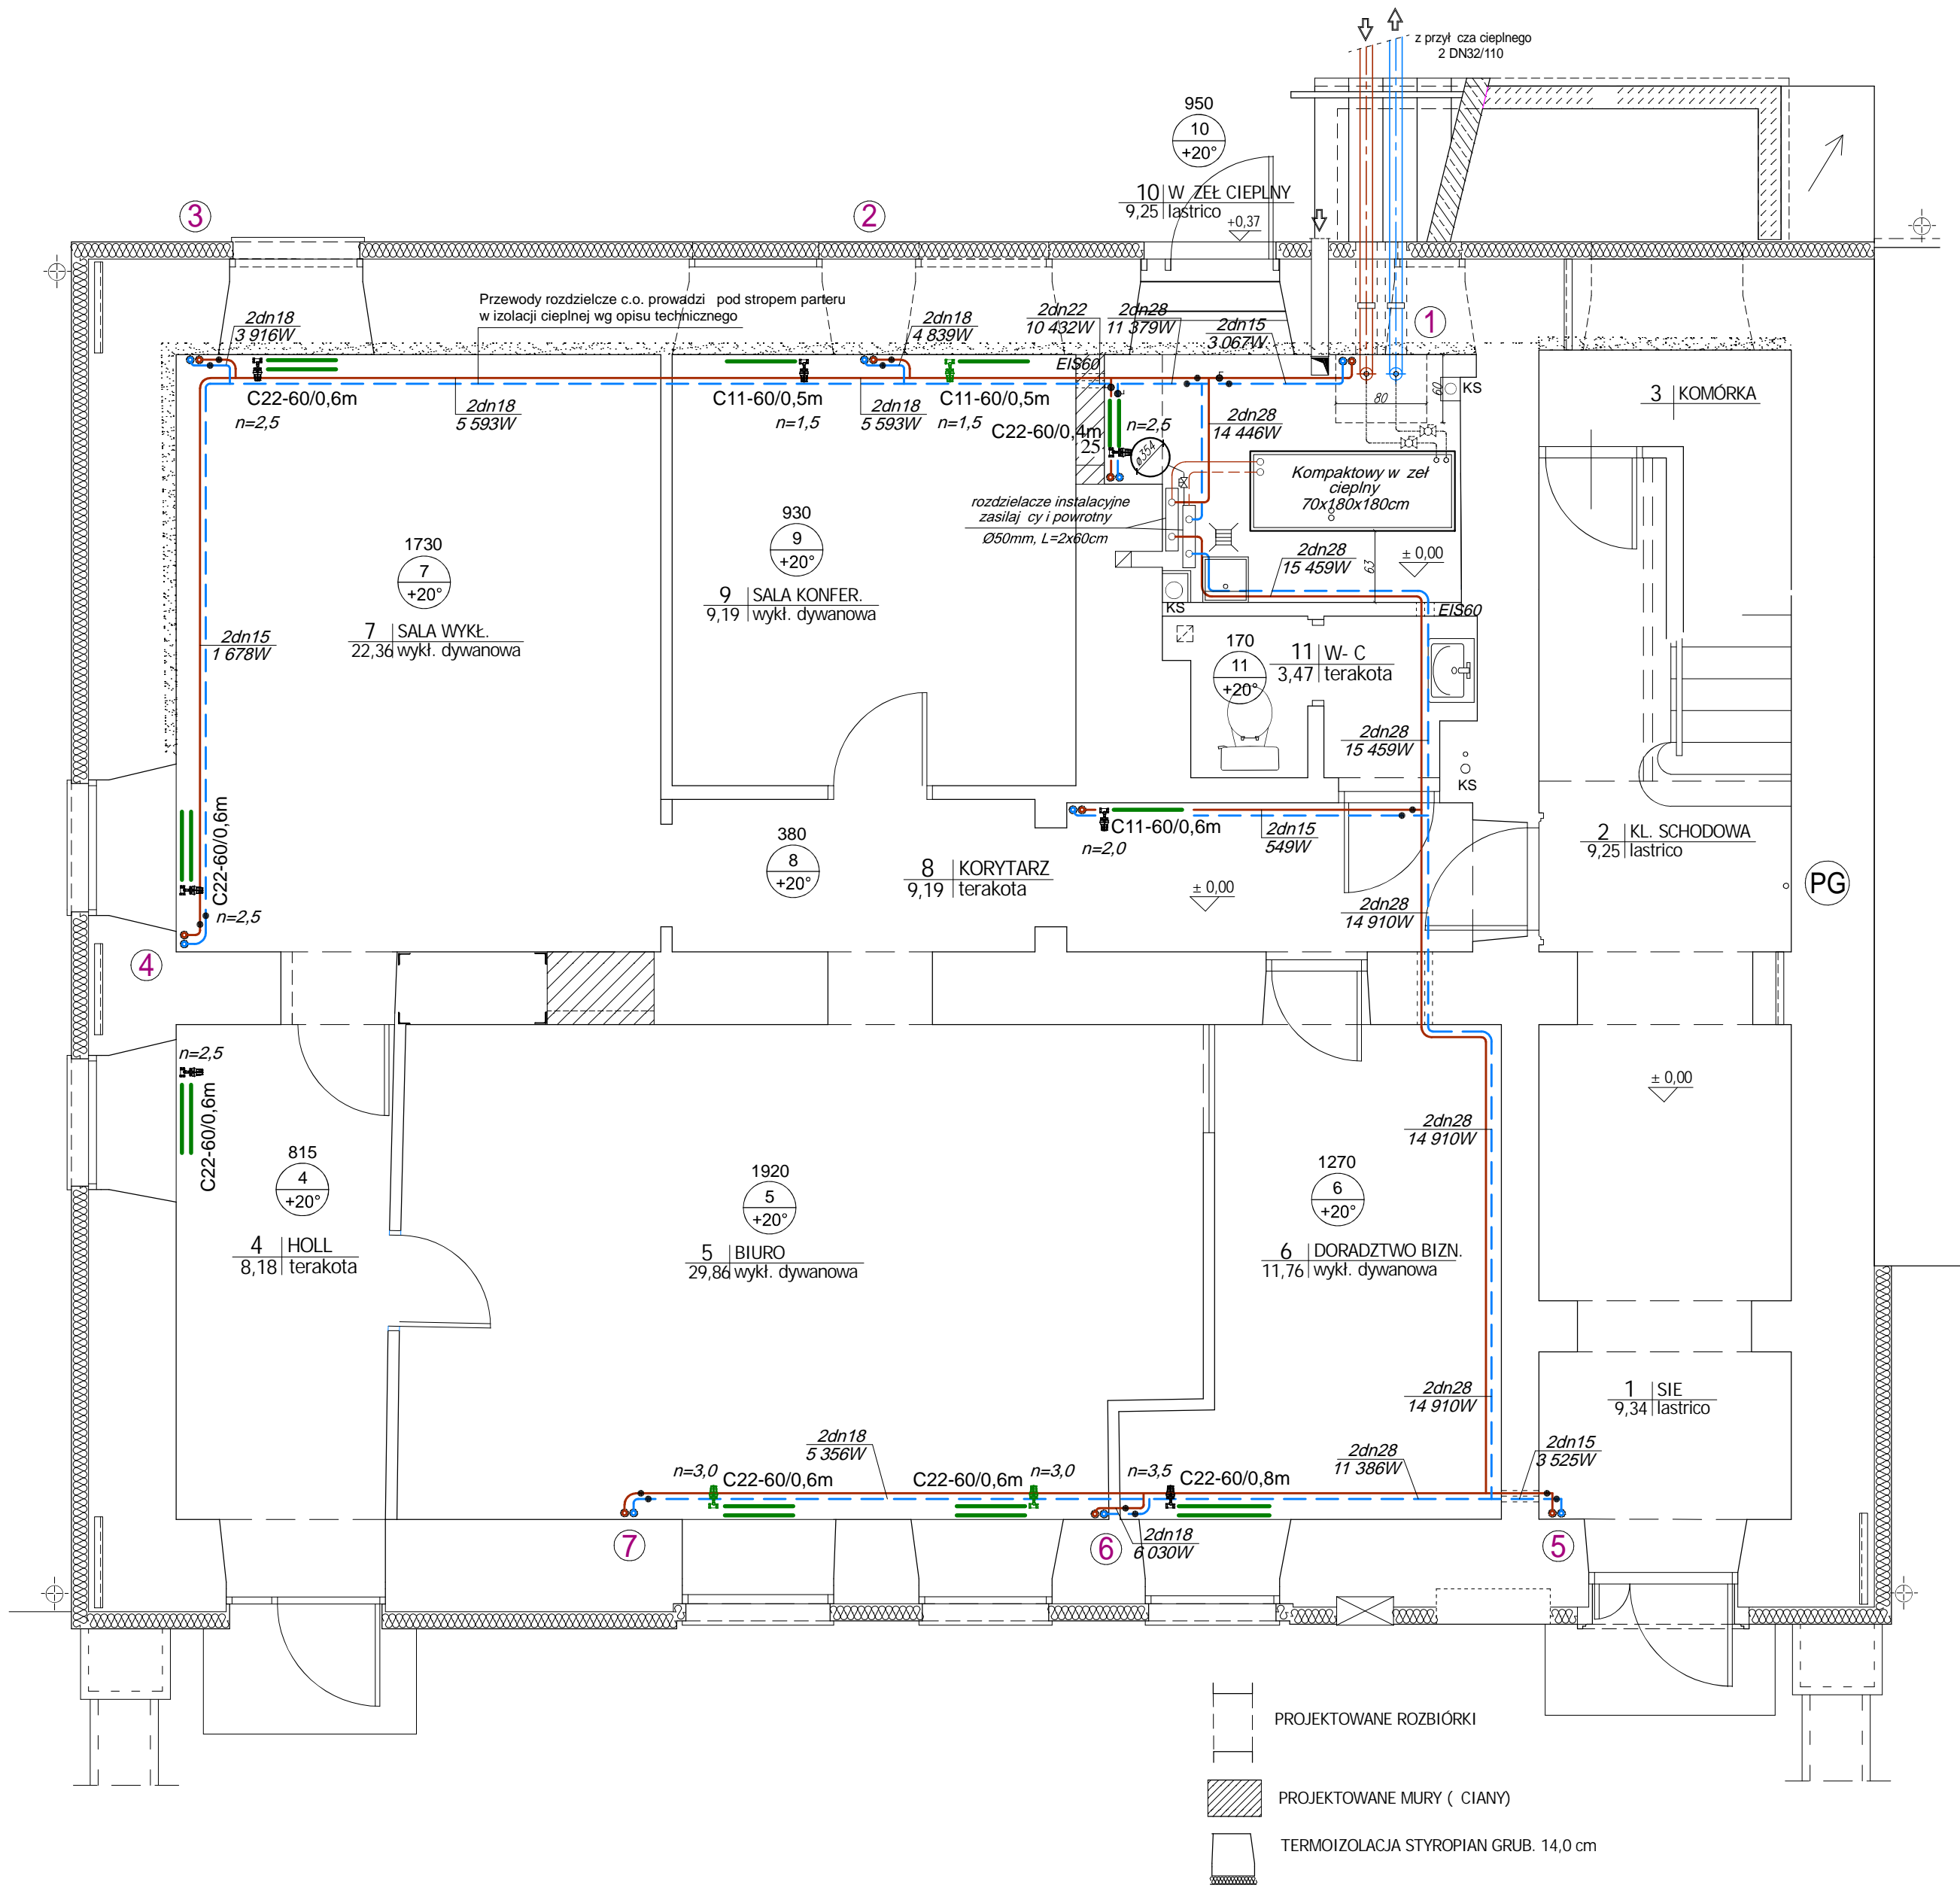 z przył cza cieplnego
2 DN32/110
950
10
+20°
10 W ZEŁ CIEPLNY
9,25 lastrico
+0,37
3
2
1
Przewody rozdzielcze c.o. prowadzi pod stropem parteru
w izolacji cieplnej wg opisu technicznego
2dn18
3 916W
2dn18
4 839W
2dn22
10 432W
2dn28
11 379W
2dn15
3 067W
EIS60
C22-60/0,6m
n=2,5
2dn18
5 593W
C11-60/0,5m
n=1,5
2dn18
5 593W
C11-60/0,5m
n=1,5
C22-60/0,4m
25
n=2,5
ø354
2dn28
14 446W
80
60
KS
3 KOMÓRKA
Kompaktowy w zeł
cieplny
70x180x180cm
rozdzielacze instalacyjne
zasilaj cy i powrotny
Ø50mm, L=2x60cm
2dn28
15 459W
63
± 0,00
KS
EIS60
1730
7
+20°
7 SALA WYKŁ.
22,36 wykł. dywanowa
930
9
+20°
9 SALA KONFER.
9,19 wykł. dywanowa
2dn15
1 678W
170
11
+20°
11 W- C
3,47 terakota
2dn28
15 459W
KS
C22-60/0,6m
n=2,5
380
8
+20°
8 KORYTARZ
9,19 terakota
C11-60/0,6m
n=2,0
2dn15
549W
± 0,00
2dn28
14 910W
2 KL. SCHODOWA
9,25 lastrico
PG
4
n=2,5
C22-60/0,6m
815
4
+20°
4 HOLL
8,18 terakota
1920
5
+20°
5 BIURO
29,86 wykł. dywanowa
1270
6
+20°
6 DORADZTWO BIZN.
11,76 wykł. dywanowa
2dn28
14 910W
± 0,00
2dn28
14 910W
1 SIE
9,34 lastrico
n=3,0
C22-60/0,6m
2dn18
5 356W
C22-60/0,6m
n=3,0
n=3,5
C22-60/0,8m
2dn28
11 386W
2dn15
3 525W
2dn18
6 030W
7
6
5
PROJEKTOWANE ROZBIÓRKI
PROJEKTOWANE MURY ( CIANY)
TERMOIZOLACJA STYROPIAN GRUB. 14,0 cm